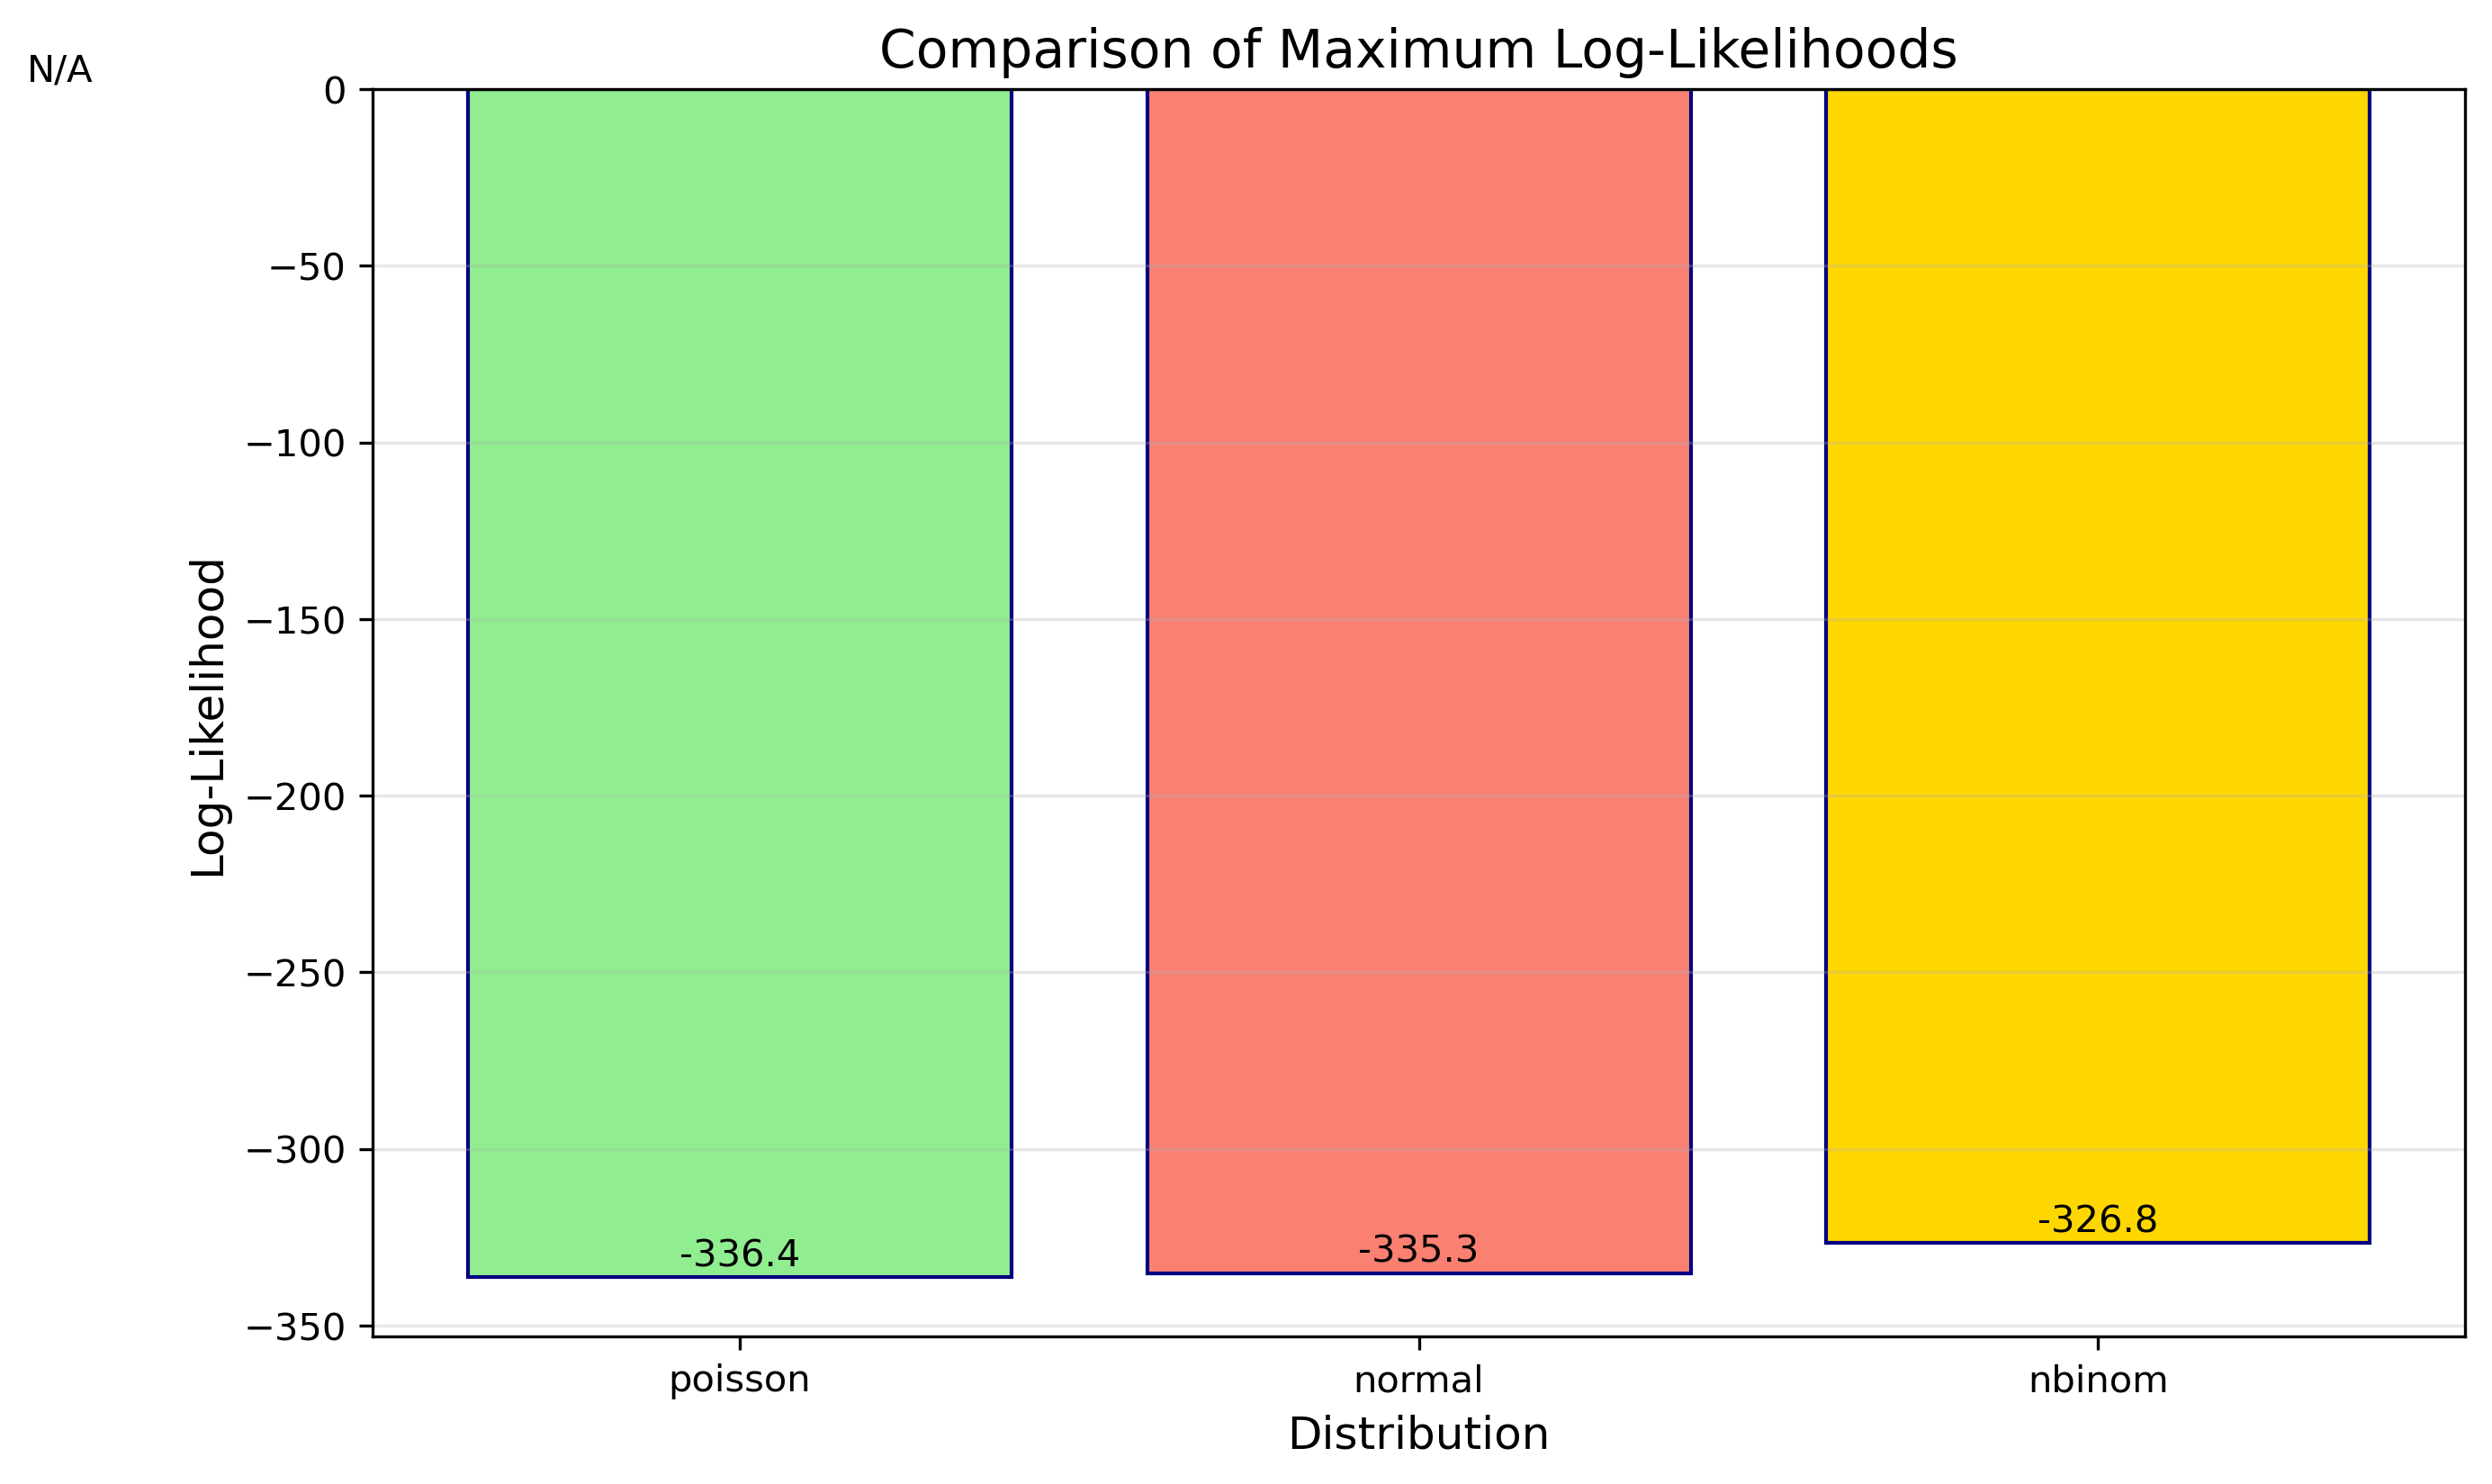 N/A
Comparison of Maximum Log-Likelihoods
0
−50
−100
−150
−200
−250
−300
−350
Log-Likelihood
-336.4
-335.3
-326.8
poisson
normal
nbinom
Distribution